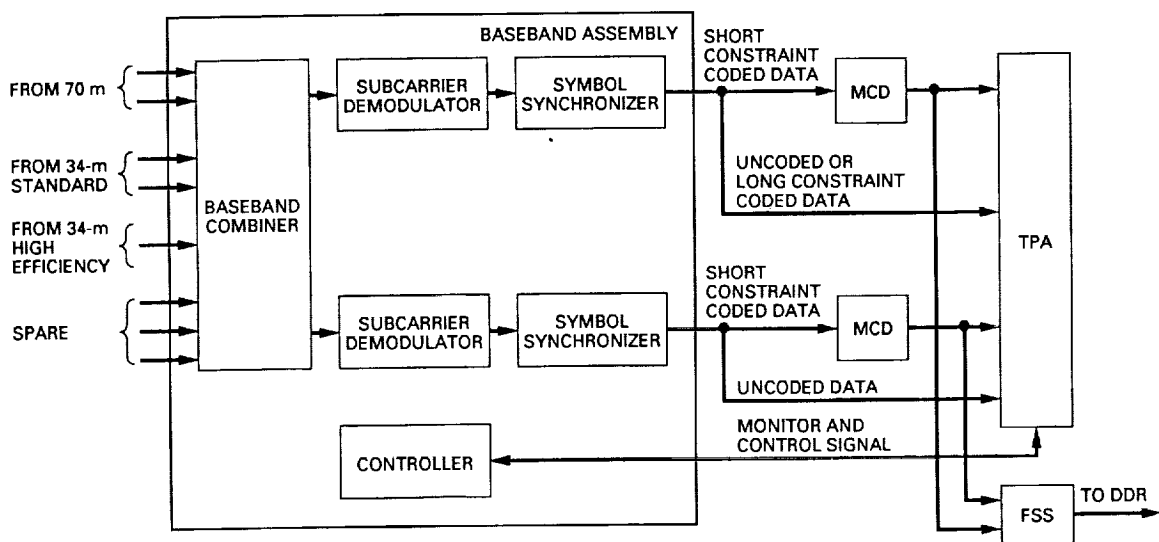 BASEBAND ASSEMBLY
FROM 70 m
FROM 34-m
STANDARD
FROM 34-m
HIGH
EFFICIENCY
SPARE
BASEBAND
COMBINER
SUBCARRIER
DEMODULATOR
SYMBOL
SYNCHRONIZER
SHORT
CONSTRAINT
CODED DATA
MCD
UNCODED OR
LONG CONSTRAINT
CODED DATA
TPA
SUBCARRIER
DEMODULATOR
SYMBOL
SYNCHRONIZER
SHORT
CONSTRAINT
CODED DATA
MCD
UNCODED DATA
MONITOR AND
CONTROL SIGNAL
CONTROLLER
FSS
TO DDR